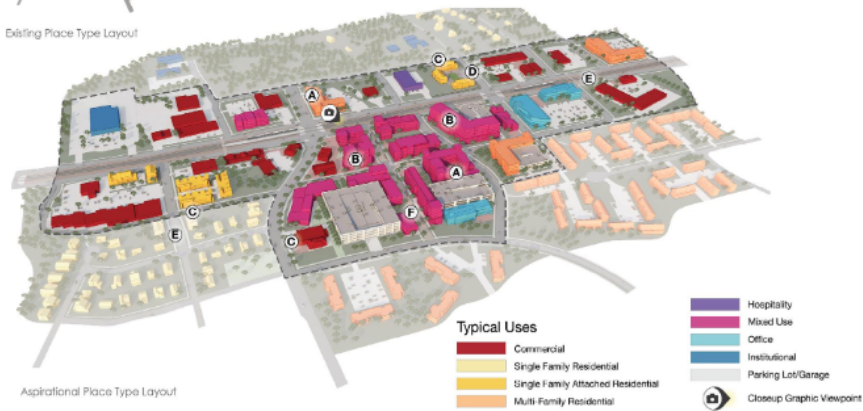 Existing Place Type Layout
C
D
A
E
B
B
A
C
F
E
C
Typical Uses
Commercial
Single Family Residential
Single Family Attached Residential
Multi-Family Residential
Hospitality
Mixed Use
Office
Institutional
Parking Lot/Garage
Closeup Graphic Viewpoint
Aspirational Place Type Layout